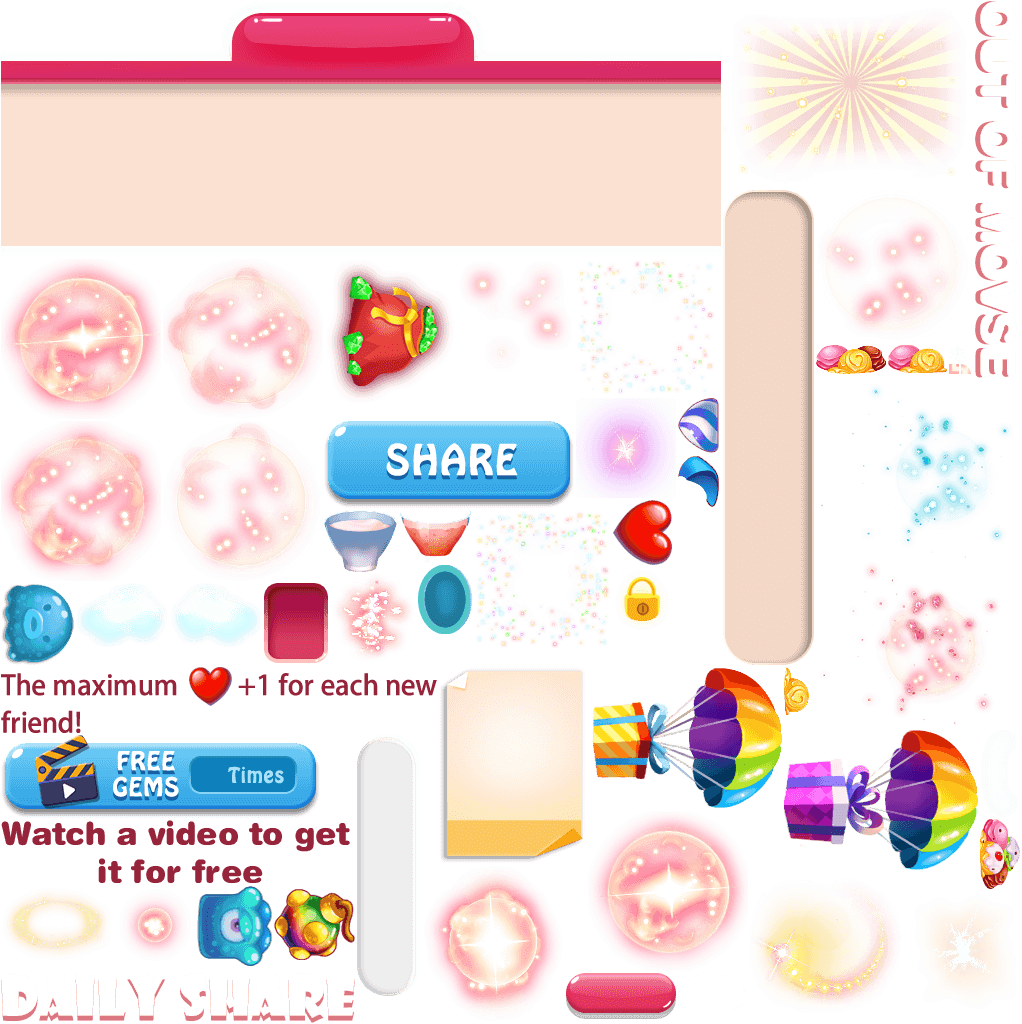 OUT OF MOVSE
SHARE
The maximum +1 for each new
friend!
FREE
GEMS
Times
Watch a video to get
it for free
DAILY SHARE